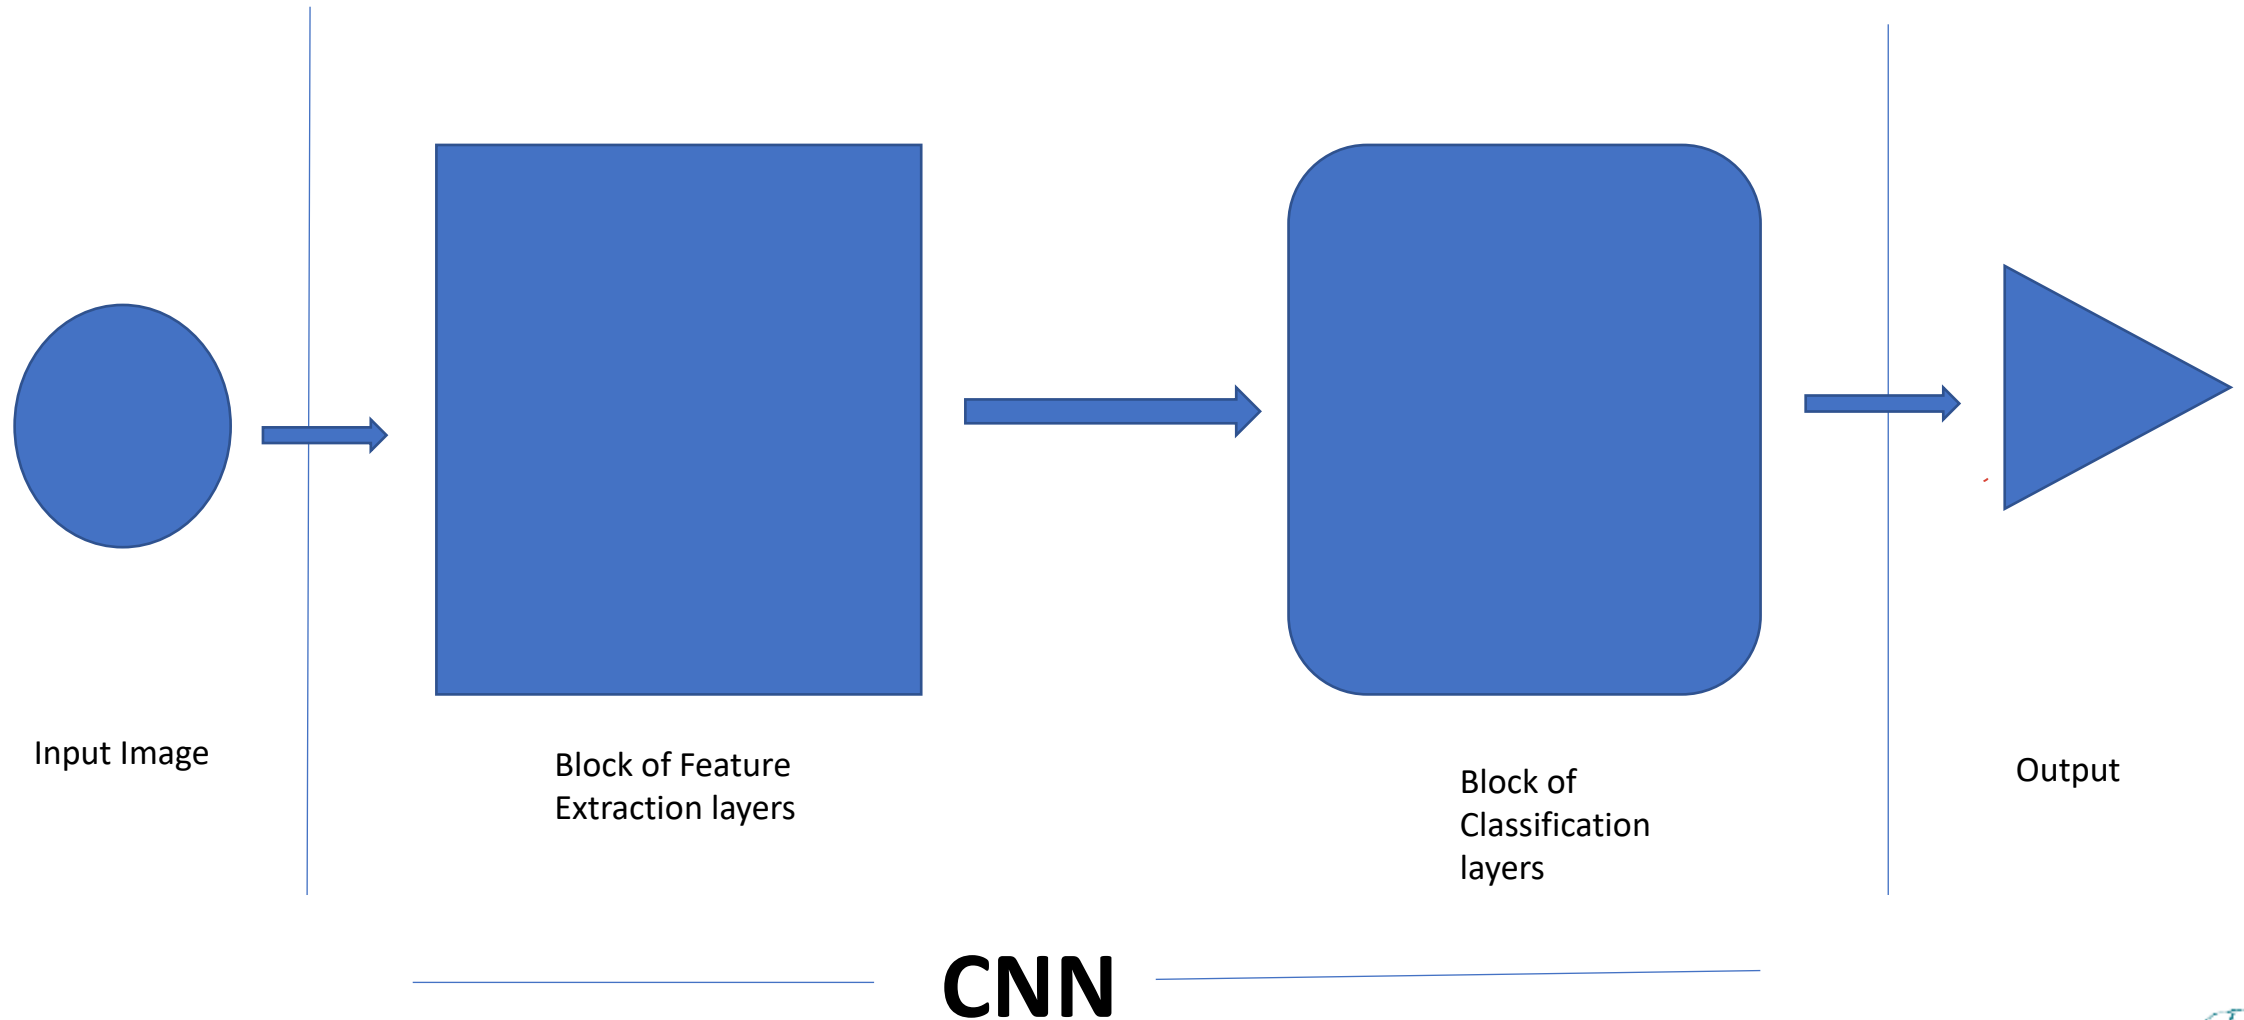 Input Image
Block of Feature
Extraction layers
Block of
Classification
layers
Output
CNN